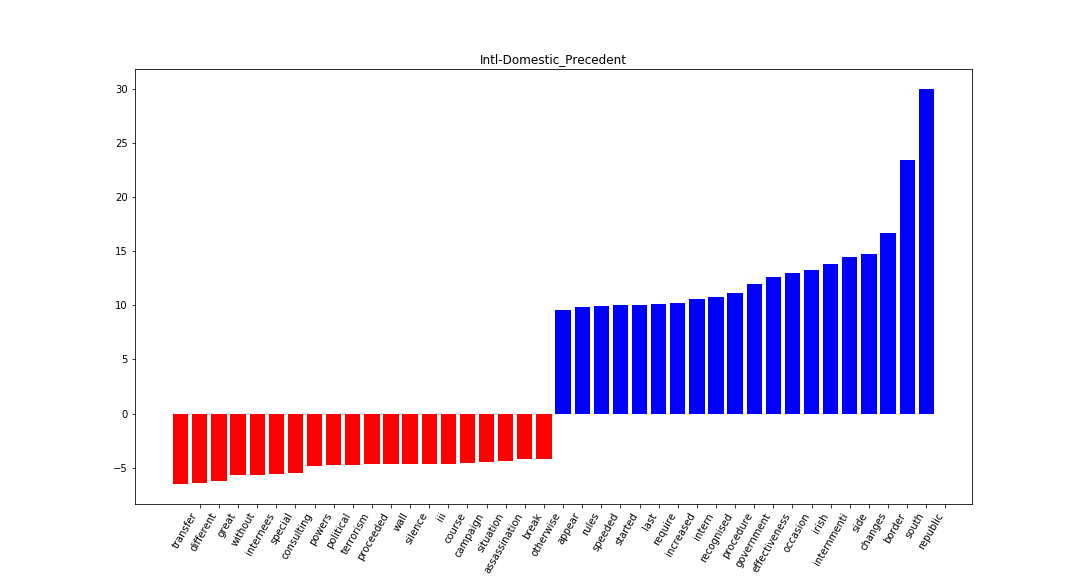 Intl-Domestic_Precedent
30
25
20
15
10
5
0
−5
transfer
different
great
without
internees
special
consulting
powers
political
terrorism
proceeded
wall
silence
iii
course
campaign
situation
assassination
break
otherwise
appear
rules
speeded
started
last
require
increased
intern
recognised
procedure
government
effectiveness
occasion
irish
internmenti
side
changes
border
south
republic